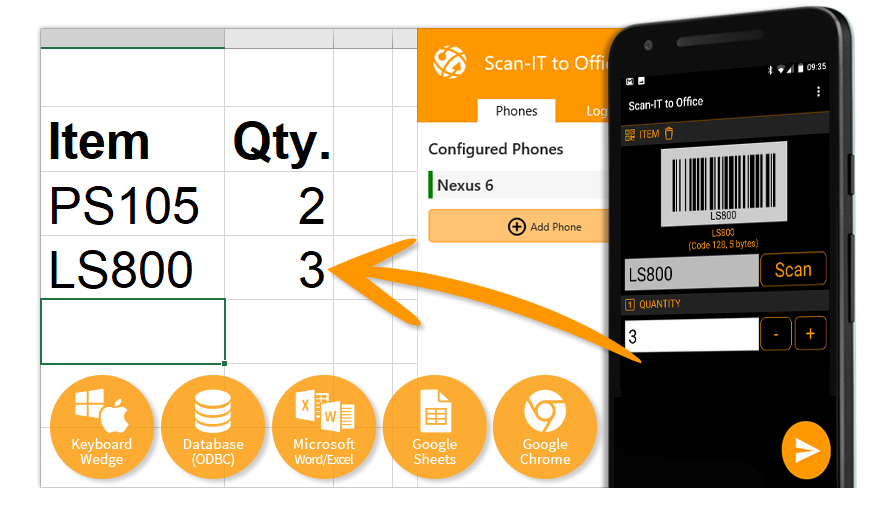 Item Qty.
PS105 2
LS800 3
Scan-IT to Offi
Phones Log
Configured Phones
Nexus 6
Add Phone
09:35
Scan-IT to Office
ITEM
LS800
LS800
(Code 128, 5 bytes)
LS800 Scan
1 QUANTITY
3 - +
Keyboard
Wedge
Database
(ODBC)
X W
Microsoft
Word/Excel
Google
Sheets
Google
Chrome